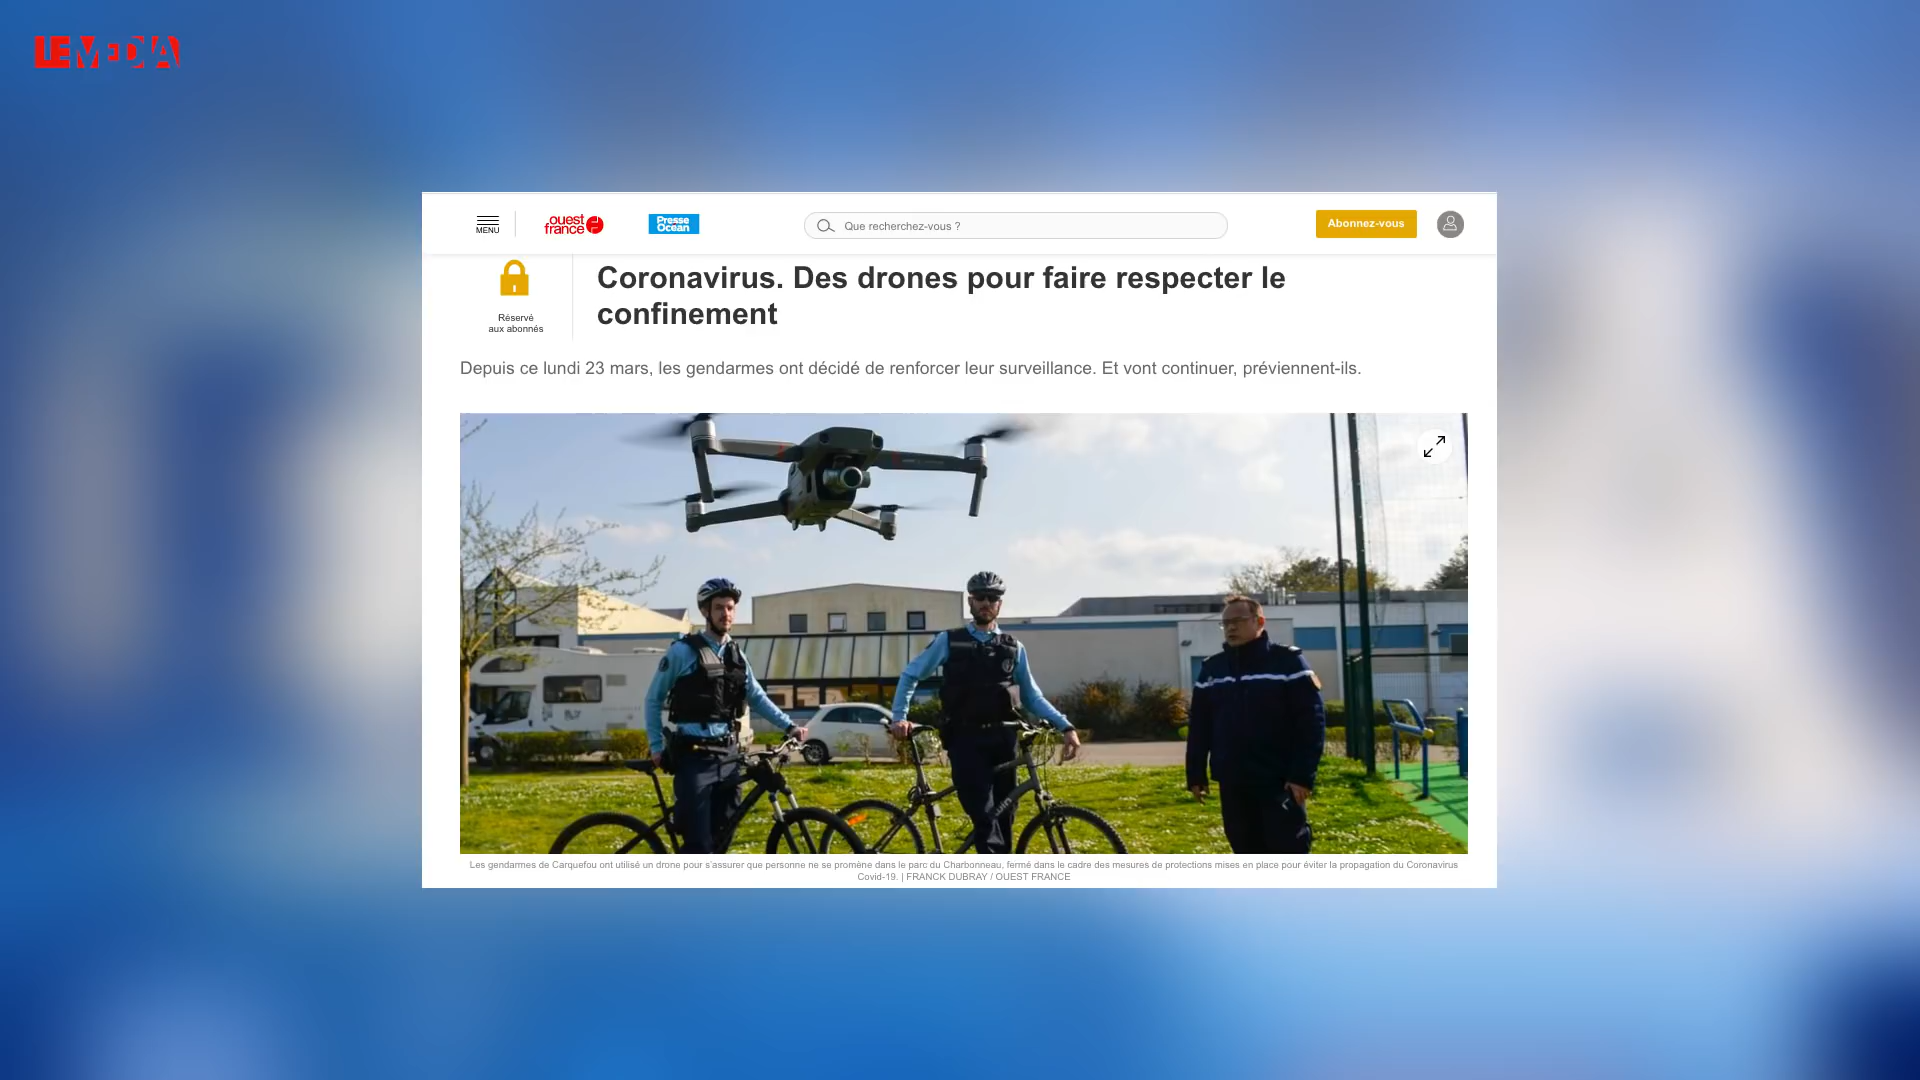 LEMEDIA
MENU
ouest
france
Presse
Océan
Que recherchez-vous ?
Abonnez-vous
Coronavirus. Des drones pour faire respecter le
confinement
Réservé
aux abonnés
Depuis ce lundi 23 mars, les gendarmes ont décidé de renforcer leur surveillance. Et vont continuer, préviennent-ils.
Les gendarmes de Carquefou ont utilisé un drone pour s'assurer que personne ne se promène dans le parc du Charbonneau, fermé dans le cadre des mesures de protections mises en place pour éviter la propagation du Coronavirus
Covid-19. | FRANCK DUBRAY / OUEST FRANCE